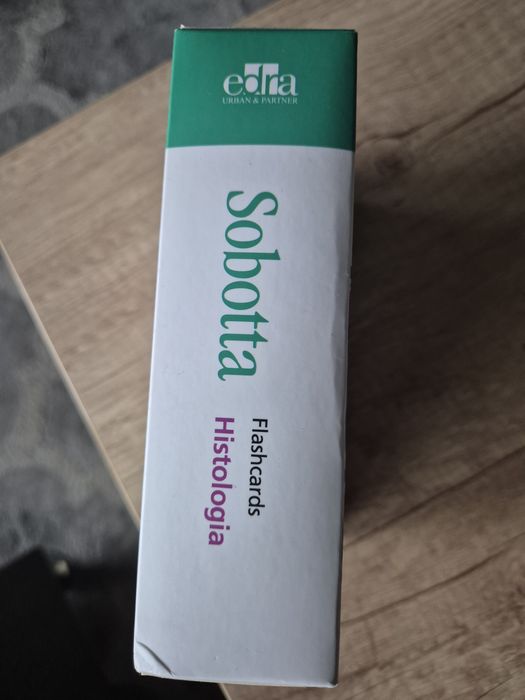 edra
URBAN & PARTNER
Sobotta
Flashcards
Histologia